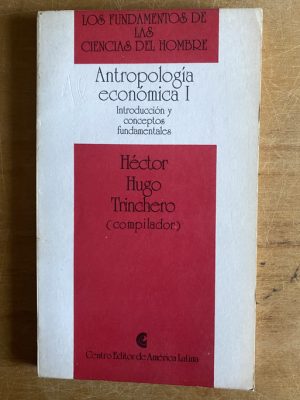 LOS FUNDAMENTOS DE
LAS
CIENCIAS DEL HOMBRE
Antropología
económica I
Introducción y
conceptos
fundamentales
Héctor
Hugo
Trinchero
(compilador)
Centro Editor de América Latina